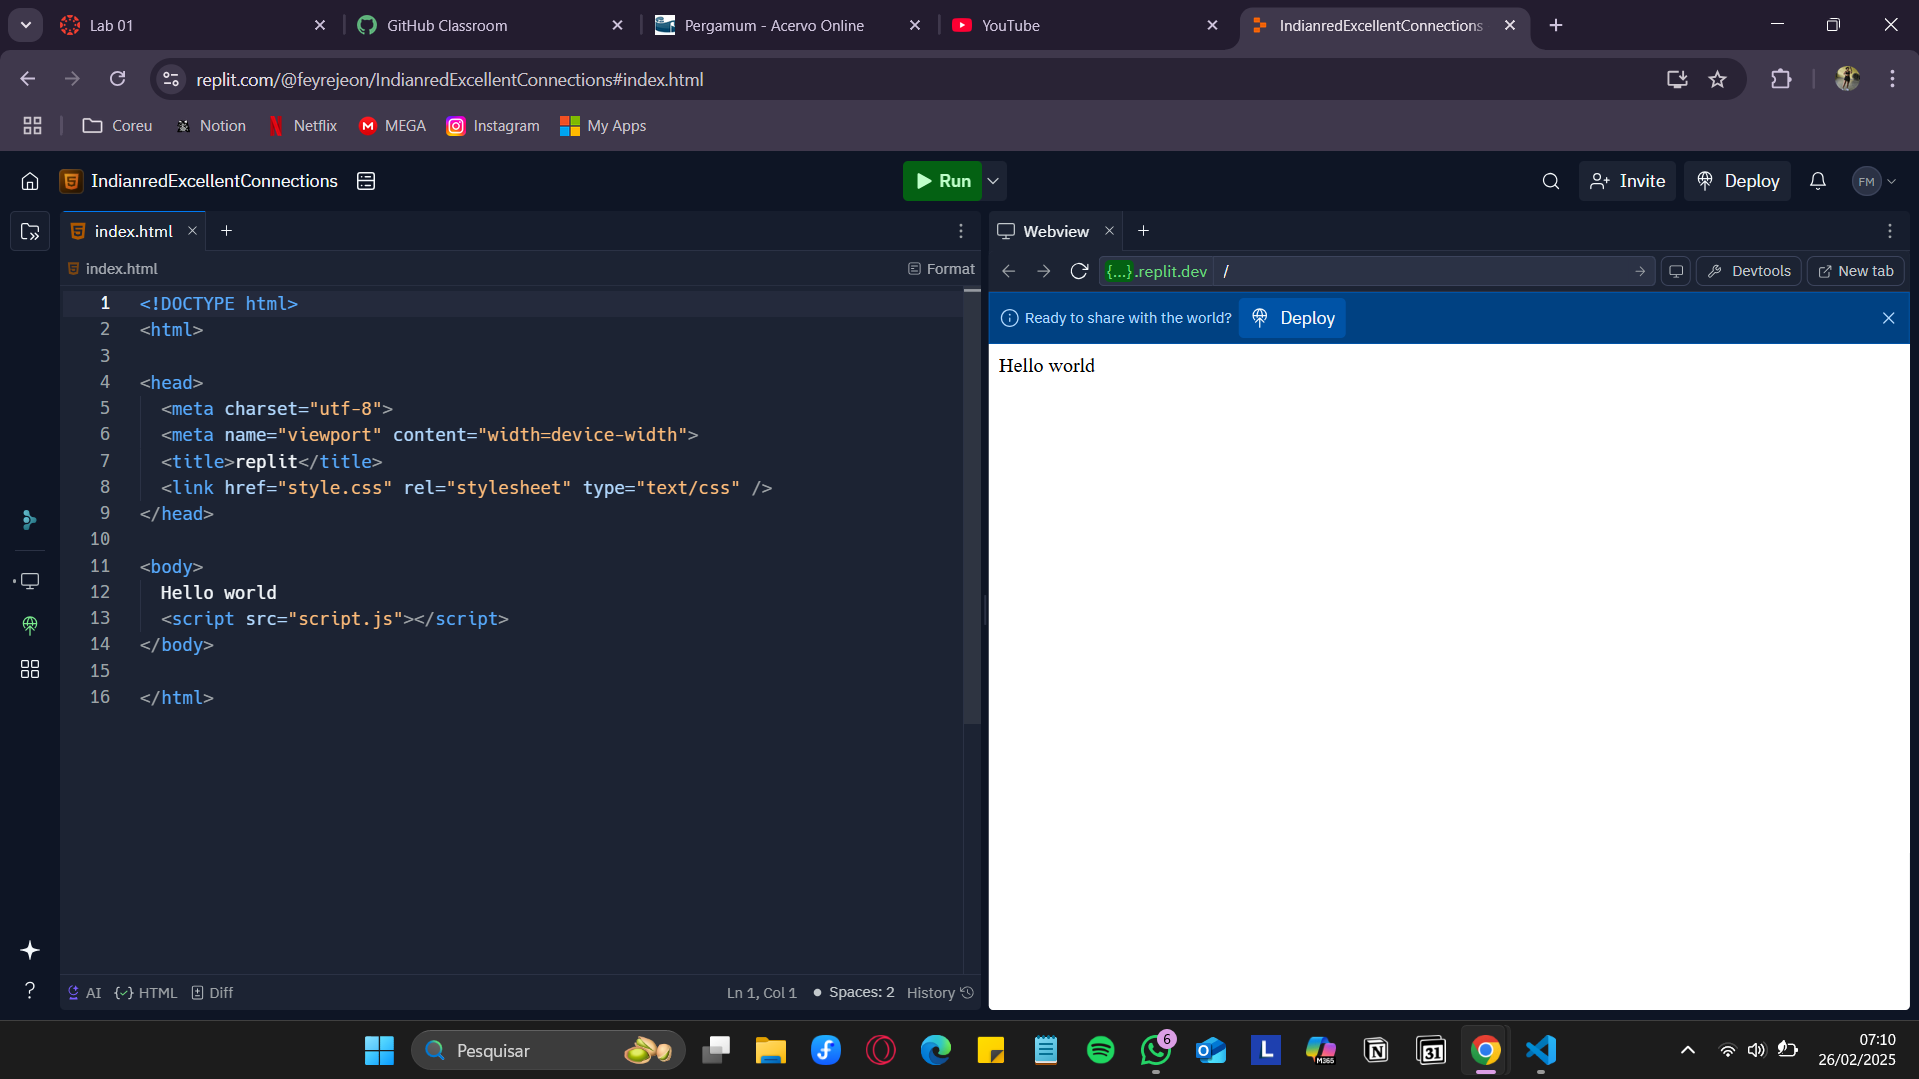 Lab 01
GitHub Classroom
Pergamum - Acervo Online
YouTube
IndianredExcellentConnections
replit.com/@feyrejeon/IndianredExcellentConnections#index.html
Coreu
Notion
Netflix
MEGA
Instagram
My Apps
IndianredExcellentConnections
Run
Invite
Deploy
FM
index.html
index.html
Format
1 <!DOCTYPE html>
2 <html>
3
4 <head>
5 <meta charset="utf-8">
6 <meta name="viewport" content="width=device-width">
7 <title>replit</title>
8 <link href="style.css" rel="stylesheet" type="text/css" />
9 </head>
10
11 <body>
12 Hello world
13 <script src="script.js"></script>
14 </body>
15
16 </html>
AI
HTML
Diff
Ln 1, Col 1
Spaces: 2
History
Webview
{...}.replit.dev
/
Devtools
New tab
Ready to share with the world?
Deploy
Hello world
Pesquisar
6
L
M365
31
07:10
26/02/2025